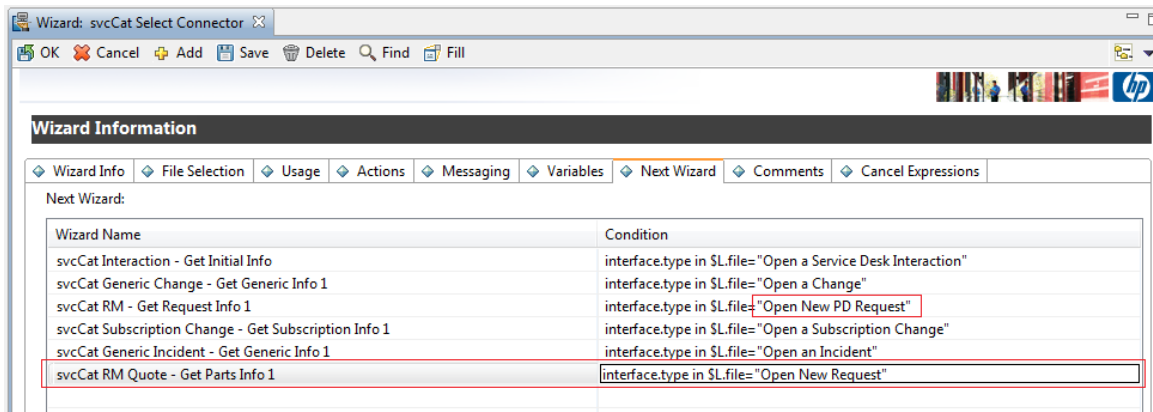 Wizard: svcCat Select Connector
OK Cancel Add Save Delete Find Fill
hp
Wizard Information
Wizard Info File Selection Usage Actions Messaging Variables Next Wizard Comments Cancel Expressions
Next Wizard:
Wizard Name Condition
svcCat Interaction - Get Initial Info interface.type in $L.file="Open a Service Desk Interaction"
svcCat Generic Change - Get Generic Info 1 interface.type in $L.file="Open a Change"
svcCat RM - Get Request Info 1 interface.type in $L.file="Open New PD Request"
svcCat Subscription Change - Get Subscription Info 1 interface.type in $L.file="Open a Subscription Change"
svcCat Generic Incident - Get Generic Info 1 interface.type in $L.file="Open an Incident"
svcCat RM Quote - Get Parts Info 1 interface.type in $L.file="Open New Request"